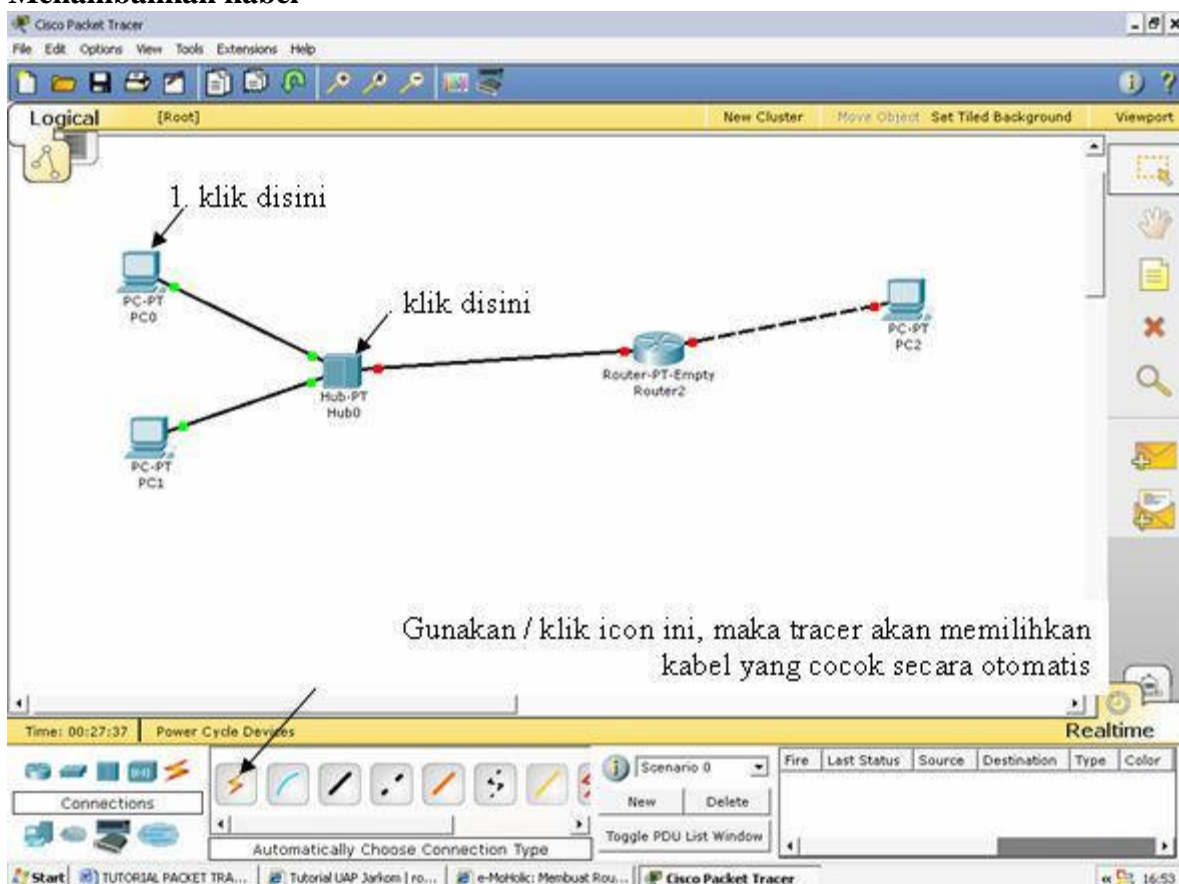 Menambahkan kabel
Cisco Packet Tracer
File Edit Options View Tools Extensions Help
Logical [Root] New Cluster Move Object Set Tiled Background Viewport
1. klik disini
PC-PT
PC0
. klik disini
PC-PT
PC2
Router-PT-Empty
Router2
Hub-PT
Hub0
PC-PT
PC1
Gunakan / klik icon ini, maka tracer akan memilihkan
kabel yang cocok secara otomatis
Time: 00:27:37 Power Cycle Devices Realtime
Scenario 0 Fire Last Status Source Destination Type Color
Connections New Delete
Toggle PDU List Window
Automatically Choose Connection Type
Start TUTORIAL PACKET TRA... Tutorial UAP Jarkom | ro... e-MoHolic: Membuat Rou... Cisco Packet Tracer 16:53